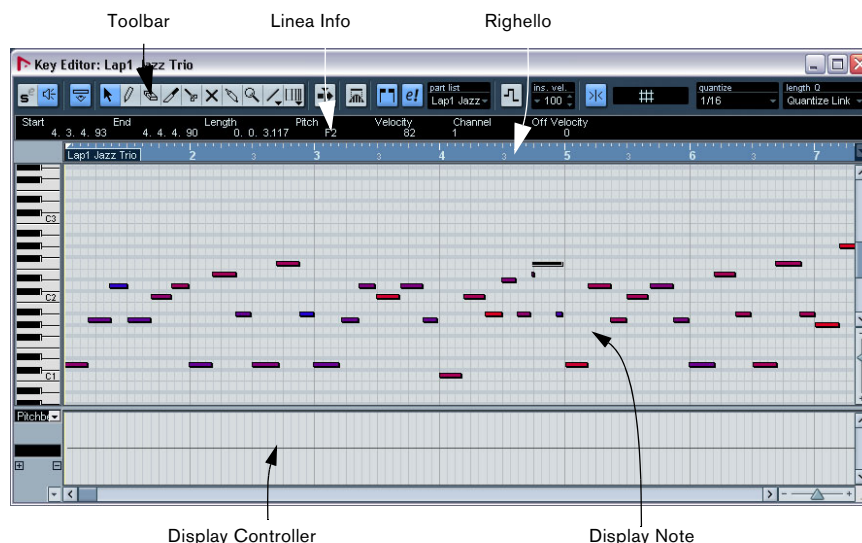 Toolbar Linea Info Righello
Key Editor: Lap1 Jazz Trio
part list ins. vel. quantize length Q
Lap1 Jazz 100 1/16 Quantize Link
Start End Length Pitch Velocity Channel Off Velocity
4. 3. 4. 93 4. 4. 4. 90 0. 0. 3.117 F2 82 1 0
Lap1 Jazz Trio 2 3 3 4 3 5 3 6 3 7
C3
C2
C1
Display Controller Display Note